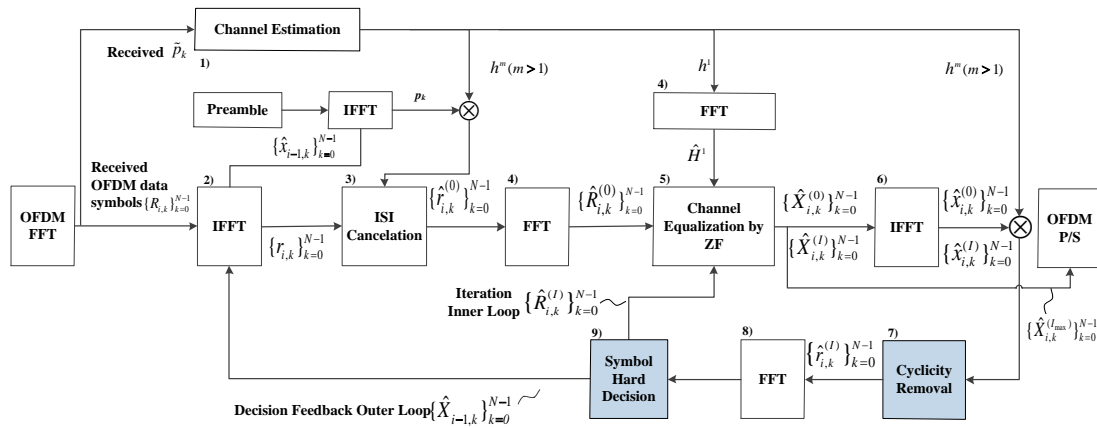 Channel Estimation
Received p̃_k
1)
h^m(m > 1)
h^1
h^m(m > 1)
4)
Preamble
IFFT
p_k
FFT
{x̂_{i−1,k}}_{k=0}^{N−1}
Ĥ^1
Received
OFDM data
symbols {R_{i,k}}_{k=0}^{N−1}
2)
3)
{r̂_{i,k}^{(0)}}_{k=0}^{N−1}
4)
{R̂_{i,k}^{(0)}}_{k=0}^{N−1}
5)
{X̂_{i,k}^{(0)}}_{k=0}^{N−1}
6)
{x̂_{i,k}^{(0)}}_{k=0}^{N−1}
OFDM
FFT
IFFT
{r_{i,k}}_{k=0}^{N−1}
ISI
Cancelation
FFT
Channel
Equalization by
ZF
{X̂_{i,k}^{(I)}}_{k=0}^{N−1}
IFFT
{x̂_{i,k}^{(I)}}_{k=0}^{N−1}
OFDM
P/S
Iteration
Inner Loop {R̂_{i,k}^{(I)}}_{k=0}^{N−1}
{X̂_{i,k}^{(I_max)}}_{k=0}^{N−1}
9)
8)
7)
Symbol
Hard
Decision
FFT
{r̂_{i,k}^{(I)}}_{k=0}^{N−1}
Cyclicity
Removal
Decision Feedback Outer Loop {X̂_{i−1,k}}_{k=0}^{N−1}